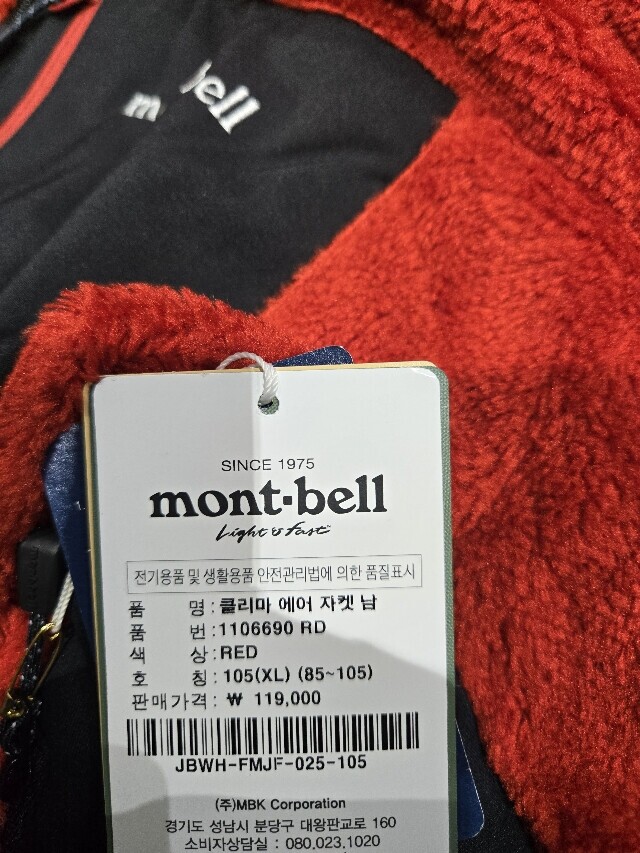 m bell
SINCE 1975
mont-bell
Light & Fast
전기용품 및 생활용품 안전관리법에 의한 품질표시
품 명 : 클리마 에어 자켓 남
품 번 : 1106690 RD
색 상 : RED
호 칭 : 105(XL) (85~105)
판매가격 : ₩ 119,000
JBWH-FMJF-025-105
(주)MBK Corporation
경기도 성남시 분당구 대왕판교로 160
소비자상담실 : 080.023.1020